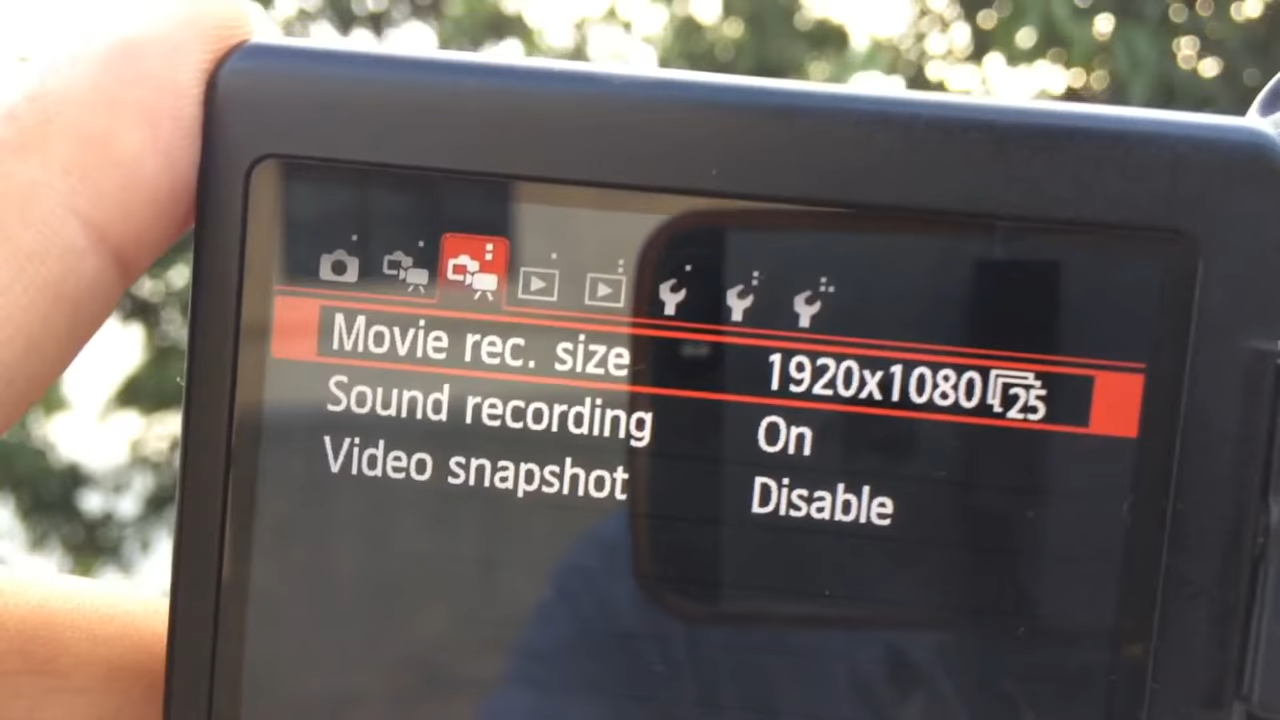 Movie rec. size 1920x1080 25
Sound recording On
Video snapshot Disable